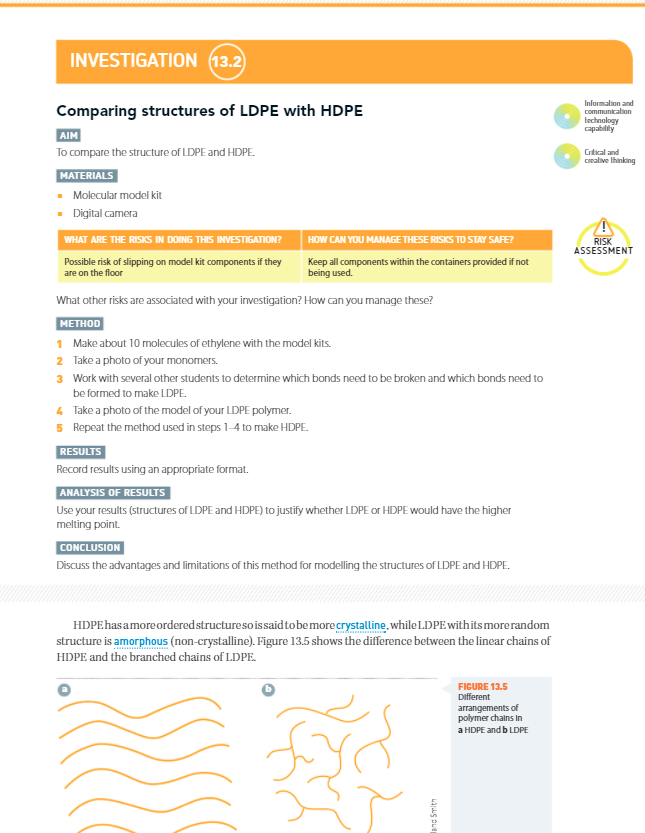 INVESTIGATION 13.2
Comparing structures of LDPE with HDPE
Information and
communication
technology
capability
Critical and
creative thinking
AIM
To compare the structure of LDPE and HDPE.
MATERIALS
▪ Molecular model kit
▪ Digital camera
WHAT ARE THE RISKS IN DOING THIS INVESTIGATION?
HOW CAN YOU MANAGE THESE RISKS TO STAY SAFE?
Possible risk of slipping on model kit components if they
are on the floor
Keep all components within the containers provided if not
being used.
!
RISK
ASSESSMENT
What other risks are associated with your investigation? How can you manage these?
METHOD
1 Make about 10 molecules of ethylene with the model kits.
2 Take a photo of your monomers.
3 Work with several other students to determine which bonds need to be broken and which bonds need to
be formed to make LDPE.
4 Take a photo of the model of your LDPE polymer.
5 Repeat the method used in steps 1–4 to make HDPE.
RESULTS
Record results using an appropriate format.
ANALYSIS OF RESULTS
Use your results (structures of LDPE and HDPE) to justify whether LDPE or HDPE would have the higher
melting point.
CONCLUSION
Discuss the advantages and limitations of this method for modelling the structures of LDPE and HDPE.
HDPE has a more ordered structure so is said to be more crystalline, while LDPE with its more random
structure is amorphous (non-crystalline). Figure 13.5 shows the difference between the linear chains of
HDPE and the branched chains of LDPE.
a
b
FIGURE 13.5
Different
arrangements of
polymer chains in
a HDPE and b LDPE
Smith